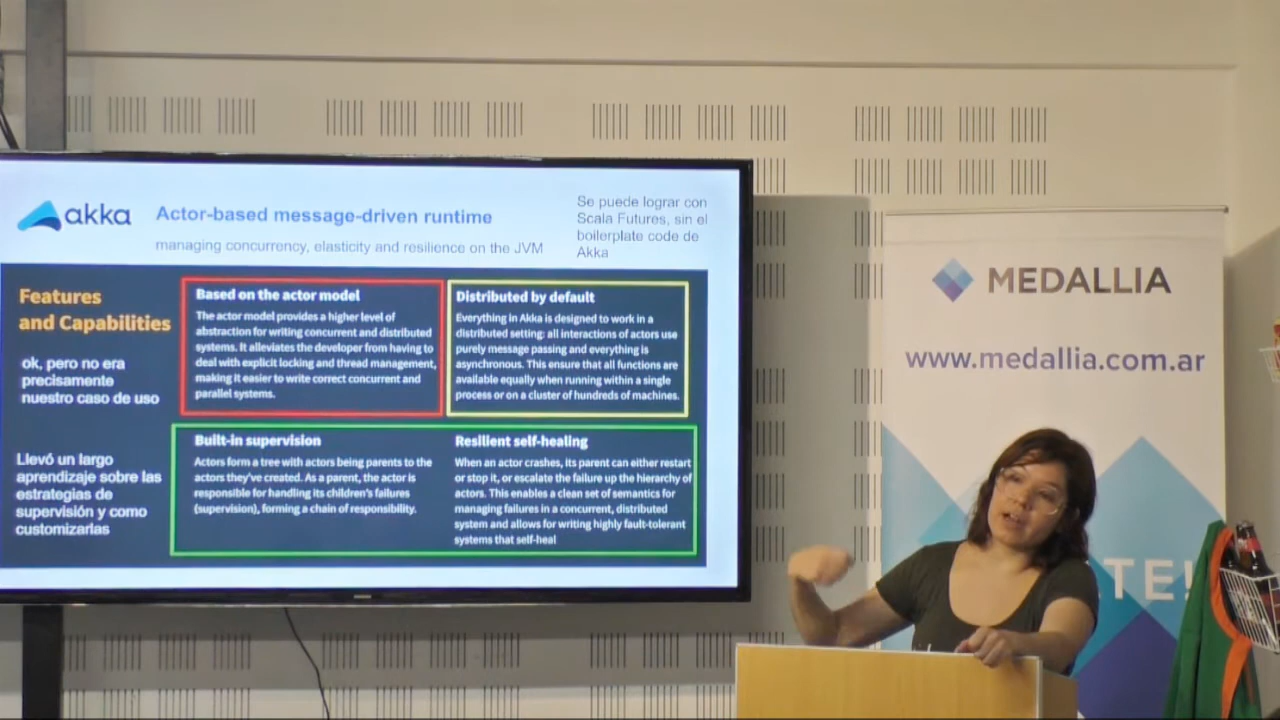 akka
Actor-based message-driven runtime
managing concurrency, elasticity and resilience on the JVM
Se puede lograr con
Scala Futures, sin el
boilerplate code de
Akka
Features
and Capabilities
ok, pero no era
precisamente
nuestro caso de uso
Based on the actor model
The actor model provides a higher level of
abstraction for writing concurrent and distributed
systems. It alleviates the developer from having to
deal with explicit locking and thread management,
making it easier to write correct concurrent and
parallel systems.
Distributed by default
Everything in Akka is designed to work in a
distributed setting: all interactions of actors use
purely message passing and everything is
asynchronous. This ensure that all functions are
available equally when running within a single
process or on a cluster of hundreds of machines.
Llevó un largo
aprendizaje sobre las
estrategias de
supervisión y como
customizarlas
Built-in supervision
Actors form a tree with actors being parents to the
actors they've created. As a parent, the actor is
responsible for handling its children's failures
(supervision), forming a chain of responsibility.
Resilient self-healing
When an actor crashes, its parent can either restart
or stop it, or escalate the failure up the hierarchy of
actors. This enables a clean set of semantics for
managing failures in a concurrent, distributed
system and allows for writing highly fault-tolerant
systems that self-heal
MEDALLIA
www.medallia.com.ar
TE!